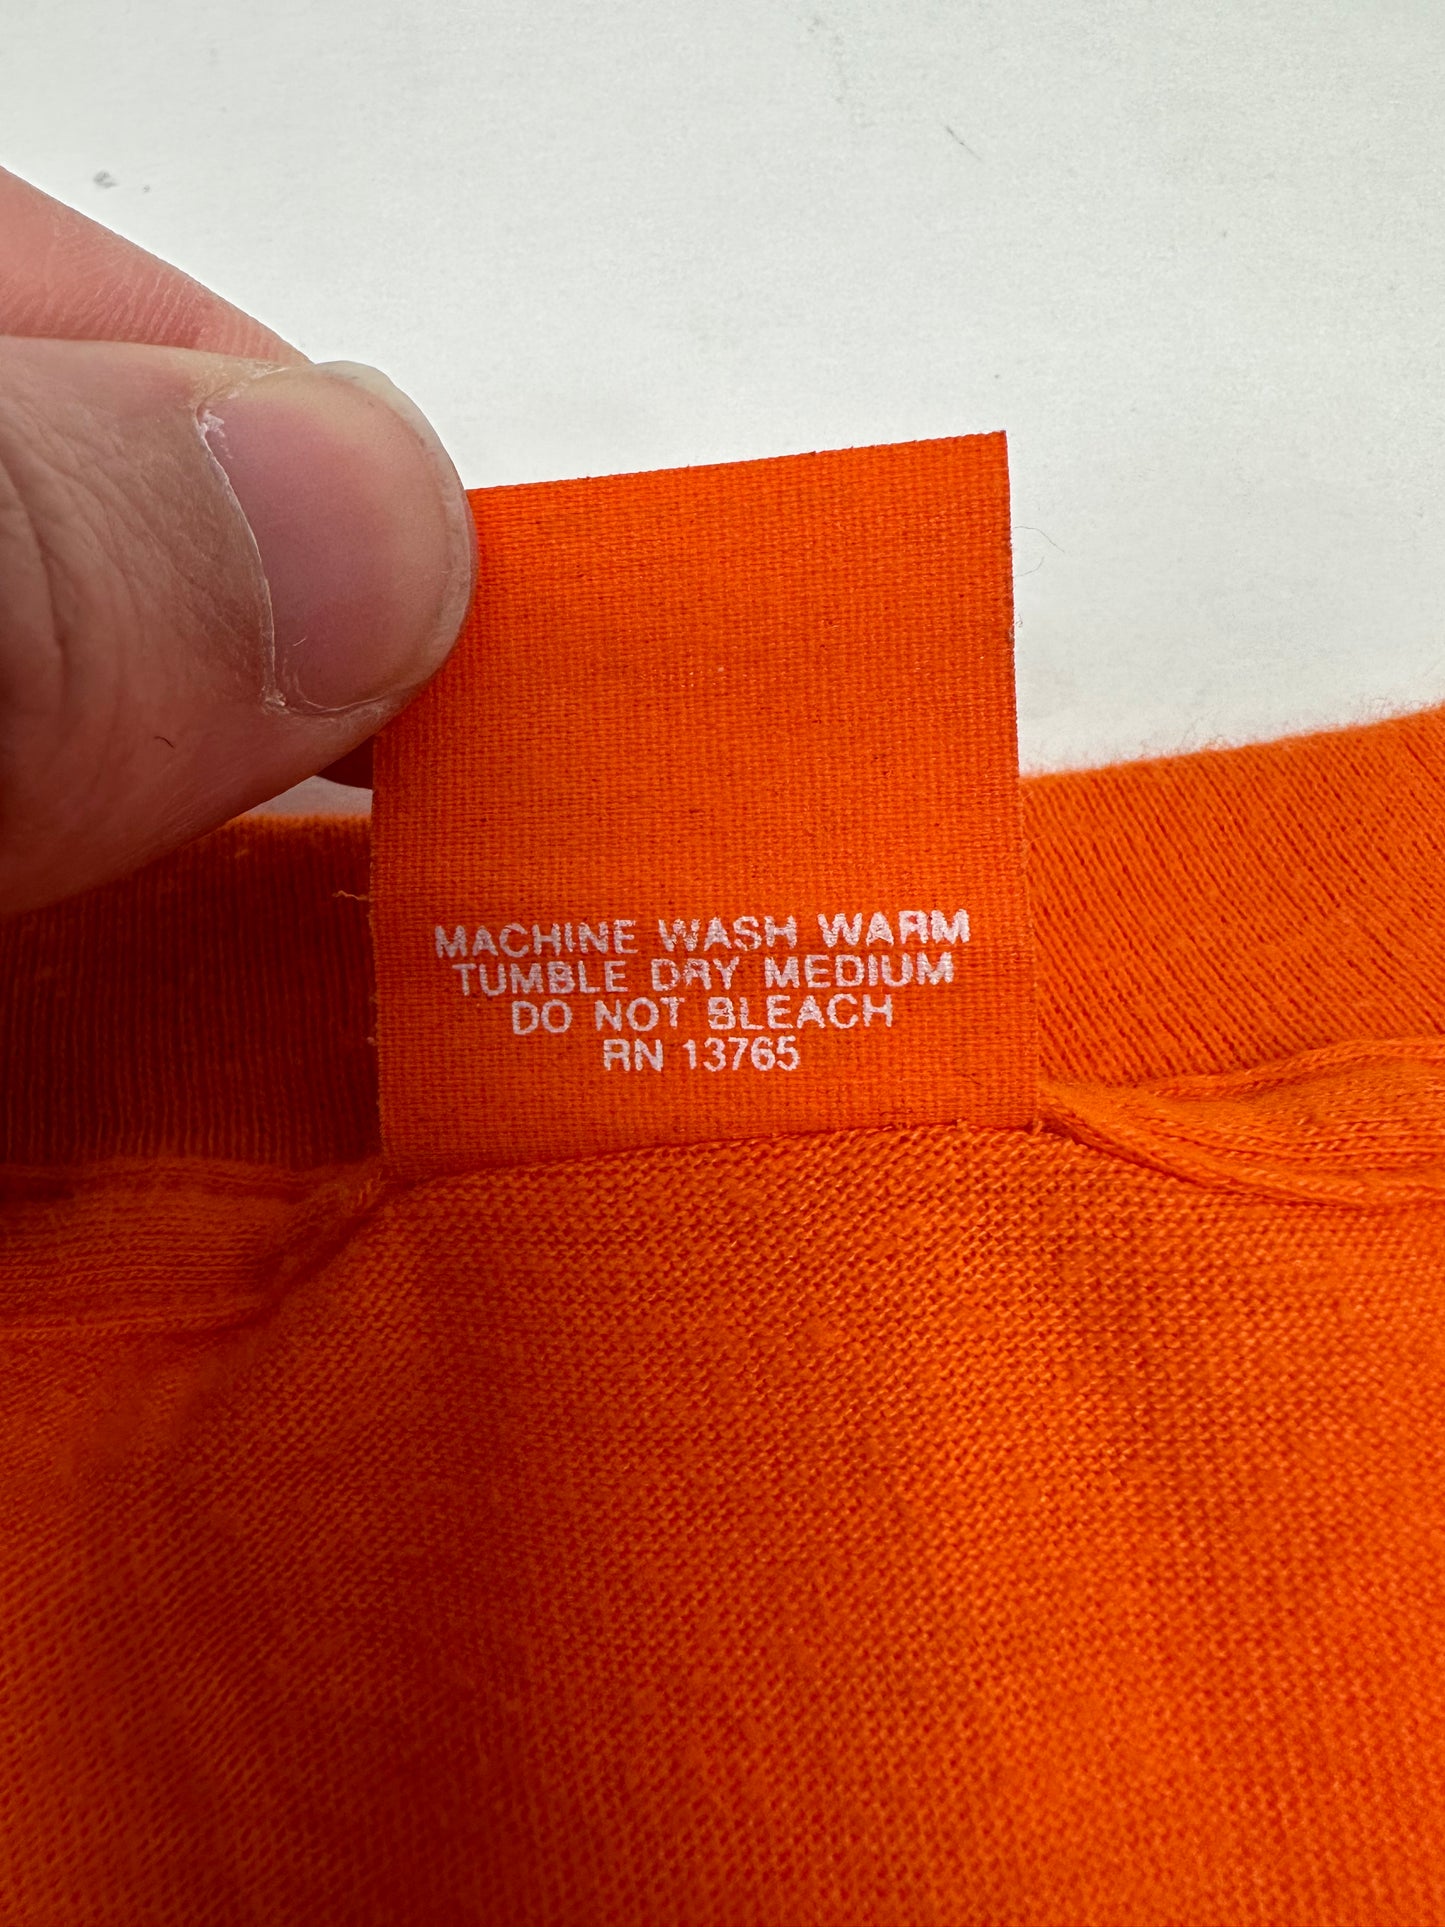 MACHINE WASH WARM
TUMBLE DRY MEDIUM
DO NOT BLEACH
RN 13765